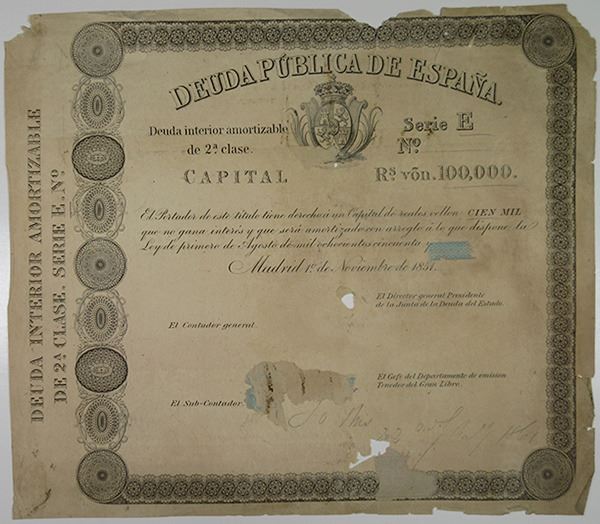 DEUDA INTERIOR AMORTIZABLE
DE 2ª CLASE. SERIE E. Nº
DEUDA PÚBLICA DE ESPAÑA.
Deuda interior amortizable
de 2ª clase.
Serie E
Nº
CAPITAL
Rs. vōn. 100,000.
El Portador de este titulo tiene derecho á un Capital de reales vellon CIEN MIL
que no gana interés y que será amortizado con arreglo á lo que dispone la
Ley de primero de Agosto de mil ochocientos cincuenta y
Madrid 1º de Noviembre de 1851.
El Director general Presidente
de la Junta de la Deuda del Estado.
El Contador general.
El Gefe del Departamento de emision
Tenedor del Gran Libro.
El Sub-Contador.